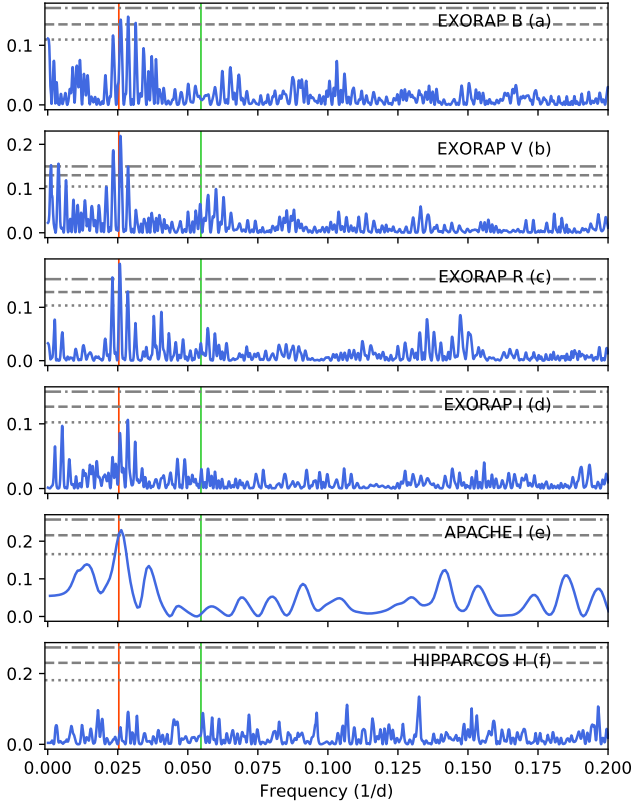 EXORAP B (a)
0.1
0.0
EXORAP V (b)
0.2
0.1
0.0
EXORAP R (c)
0.1
0.0
EXORAP I (d)
0.1
0.0
APACHE I (e)
0.2
0.1
0.0
HIPPARCOS H (f)
0.2
0.0
0.000 0.025 0.050 0.075 0.100 0.125 0.150 0.175 0.200
Frequency (1/d)